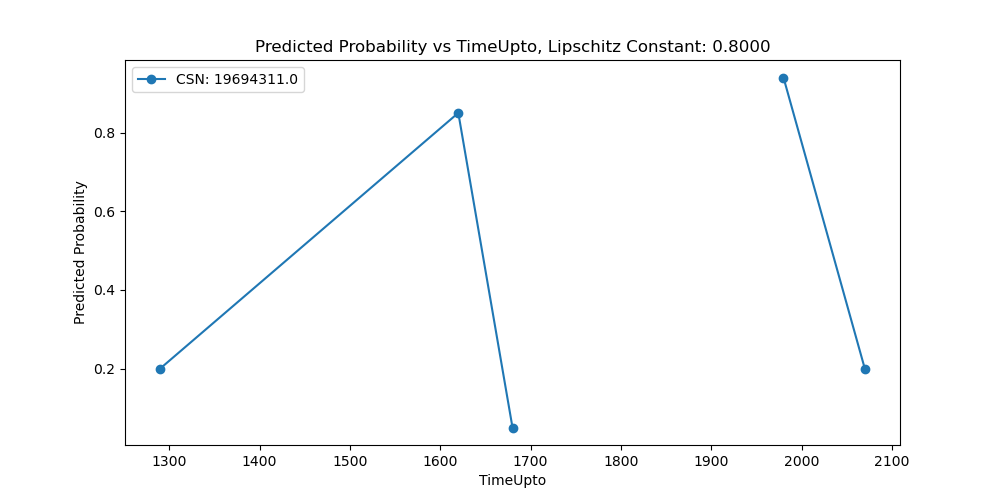 Predicted Probability vs TimeUpto, Lipschitz Constant: 0.8000
CSN: 19694311.0
Predicted Probability
0.8
0.6
0.4
0.2
1300 1400 1500 1600 1700 1800 1900 2000 2100
TimeUpto